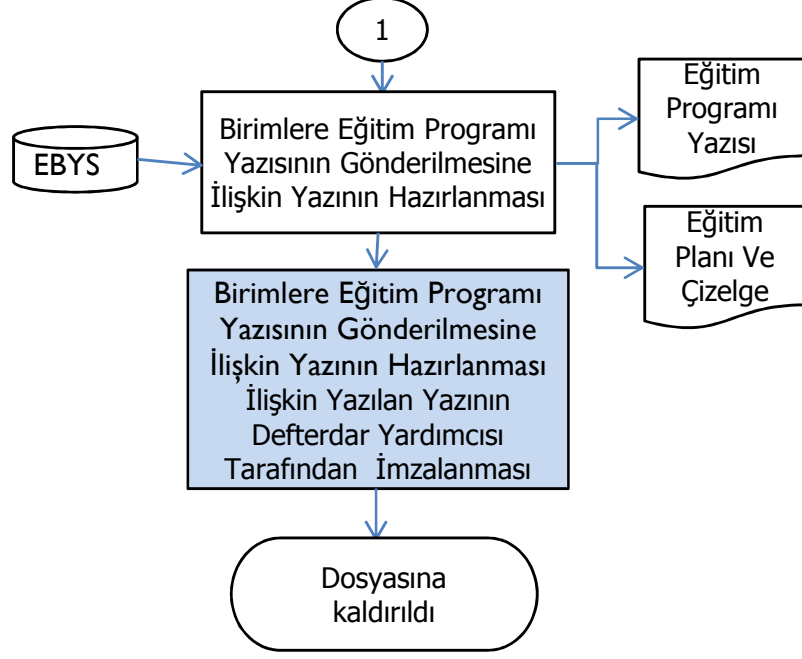 1
Birimlere Eğitim Programı
Yazısının Gönderilmesine
İlişkin Yazının Hazırlanması
EBYS
Eğitim
Programı
Yazısı
Eğitim
Planı Ve
Çizelge
Birimlere Eğitim Programı
Yazısının Gönderilmesine
İlişkin Yazının Hazırlanması
İlişkin Yazılan Yazının
Defterdar Yardımcısı
Tarafından İmzalanması
Dosyasına
kaldırıldı